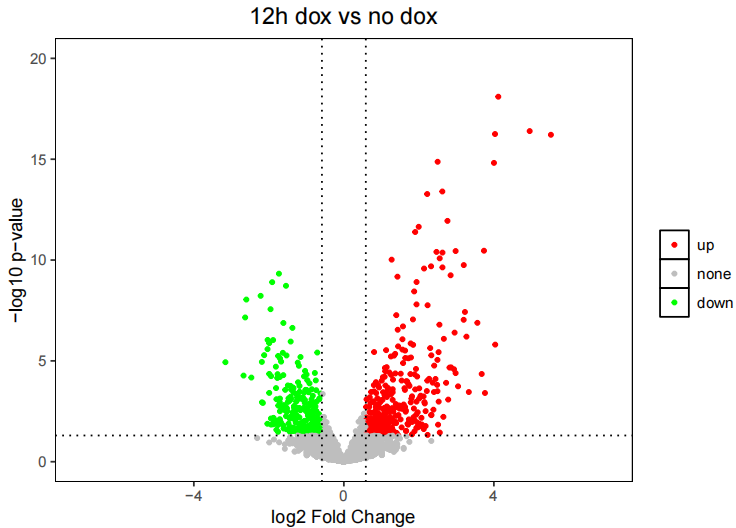 12h dox vs no dox
20
15
10
5
0
−log10 p−value
−4
0
4
log2 Fold Change
up
none
down